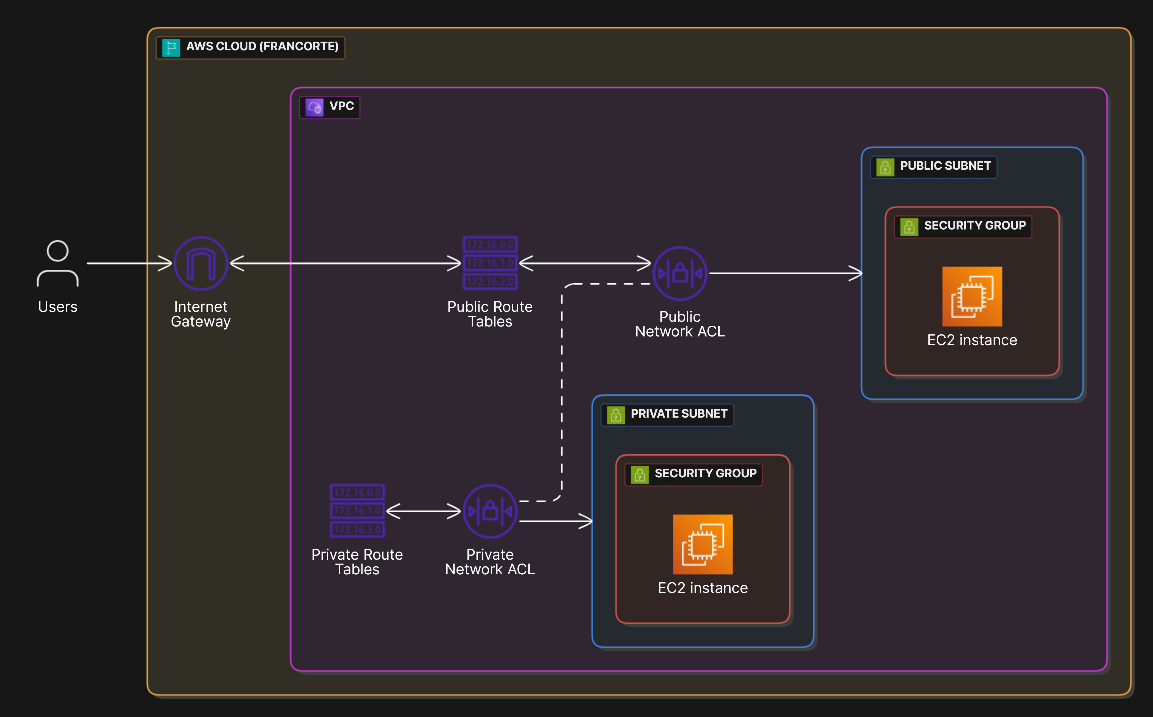 AWS CLOUD (FRANCORTE)
VPC
PUBLIC SUBNET
SECURITY GROUP
EC2 instance
Users
Internet
Gateway
172.16.0.0
172.16.1.0
172.16.2.0
Public Route
Tables
Public
Network ACL
PRIVATE SUBNET
SECURITY GROUP
EC2 instance
172.16.0.0
172.16.1.0
172.16.2.0
Private Route
Tables
Private
Network ACL